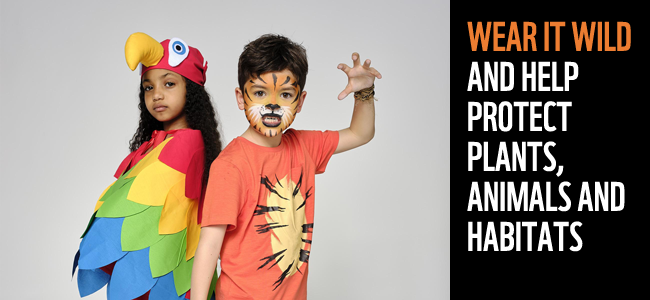 WEAR IT WILD
AND HELP
PROTECT
PLANTS,
ANIMALS AND
HABITATS